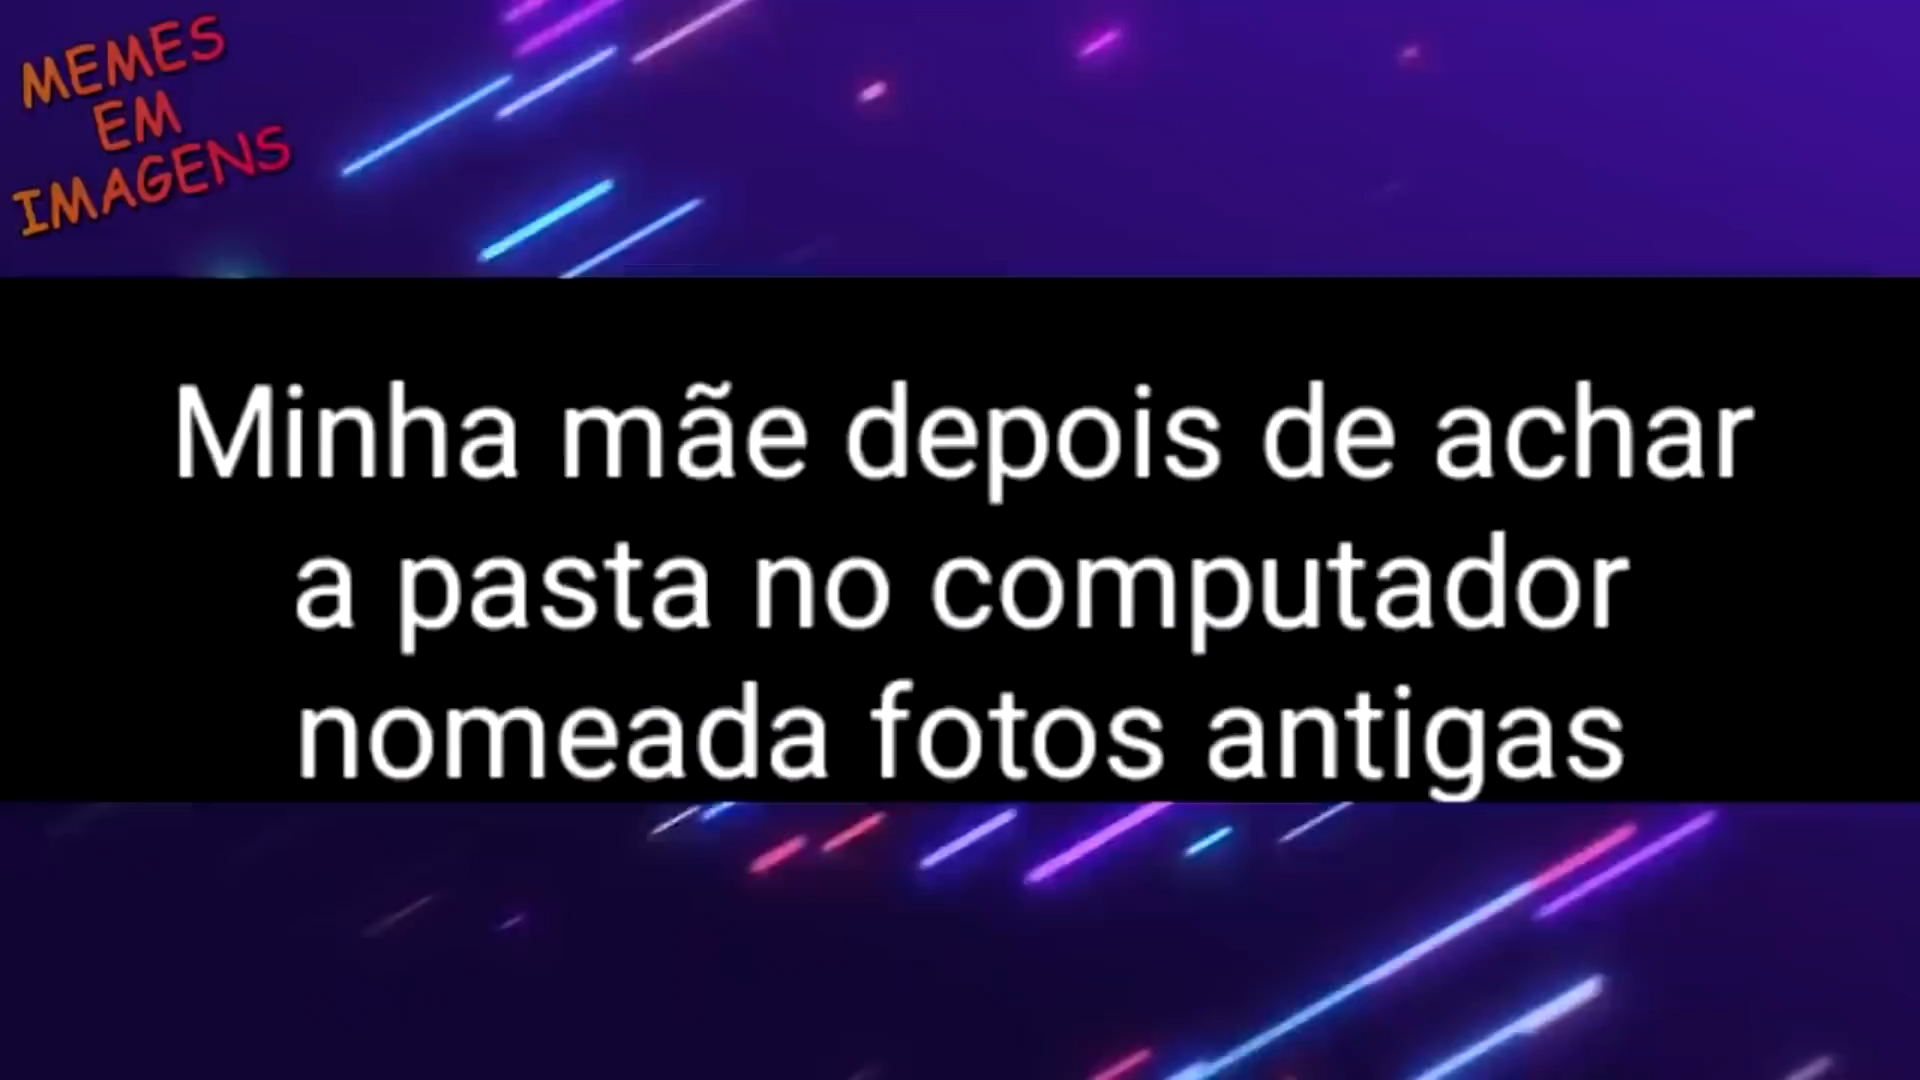 MEMES
EM
IMAGENS
Minha mãe depois de achar
a pasta no computador
nomeada fotos antigas